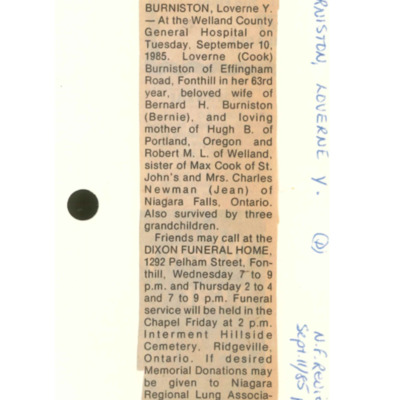 BURNISTON, Loverne Y.
— At the Welland County
General Hospital on
Tuesday, September 10,
1985. Loverne (Cook)
Burniston of Effingham
Road, Fonthill in her 63rd
year, beloved wife of
Bernard H. Burniston
(Bernie), and loving
mother of Hugh B. of
Portland, Oregon and
Robert M. L. of Welland,
sister of Max Cook of St.
John's and Mrs. Charles
Newman (Jean) of
Niagara Falls, Ontario.
Also survived by three
grandchildren.
Friends may call at the
DIXON FUNERAL HOME,
1292 Pelham Street, Fon-
thill, Wednesday 7 to 9
p.m. and Thursday 2 to 4
and 7 to 9 p.m. Funeral
service will be held in the
Chapel Friday at 2 p.m.
Interment Hillside
Cemetery, Ridgeville,
Ontario. If desired
Memorial Donations may
be given to Niagara
Regional Lung Associa-
RNISTON, LOVERNE Y. (D)
N.F. Revie
Sept. 11/85